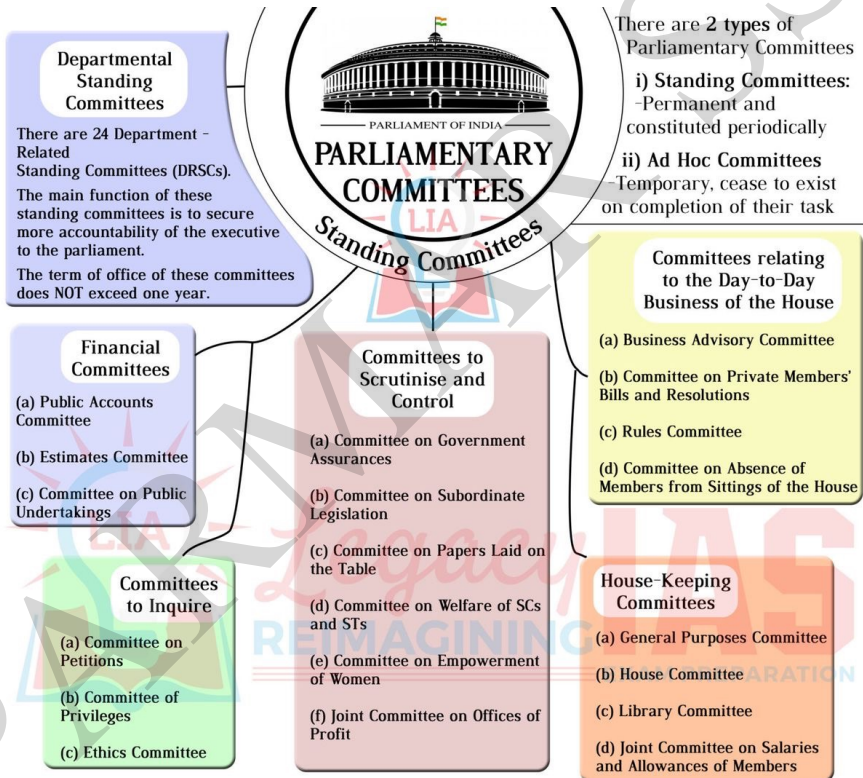 There are 2 types of
Parliamentary Committees
i) Standing Committees:
-Permanent and
constituted periodically
ii) Ad Hoc Committees
-Temporary, cease to exist
on completion of their task
PARLIAMENT OF INDIA
PARLIAMENTARY
COMMITTEES
LIA
Standing Committees
Departmental
Standing
Committees
There are 24 Department -
Related
Standing Committees (DRSCs).
The main function of these
standing committees is to secure
more accountability of the executive
to the parliament.
The term of office of these committees
does NOT exceed one year.
Financial
Committees
(a) Public Accounts
Committee
(b) Estimates Committee
(c) Committee on Public
Undertakings
Committees
to Inquire
(a) Committee on
Petitions
(b) Committee of
Privileges
(c) Ethics Committee
Committees to
Scrutinise and
Control
(a) Committee on Government
Assurances
(b) Committee on Subordinate
Legislation
(c) Committee on Papers Laid on
the Table
(d) Committee on Welfare of SCs
and STs
(e) Committee on Empowerment
of Women
(f) Joint Committee on Offices of
Profit
Committees relating
to the Day-to-Day
Business of the House
(a) Business Advisory Committee
(b) Committee on Private Members'
Bills and Resolutions
(c) Rules Committee
(d) Committee on Absence of
Members from Sittings of the House
House-Keeping
Committees
(a) General Purposes Committee
(b) House Committee
(c) Library Committee
(d) Joint Committee on Salaries
and Allowances of Members
LIA
Legacy IAS
REIMAGINING